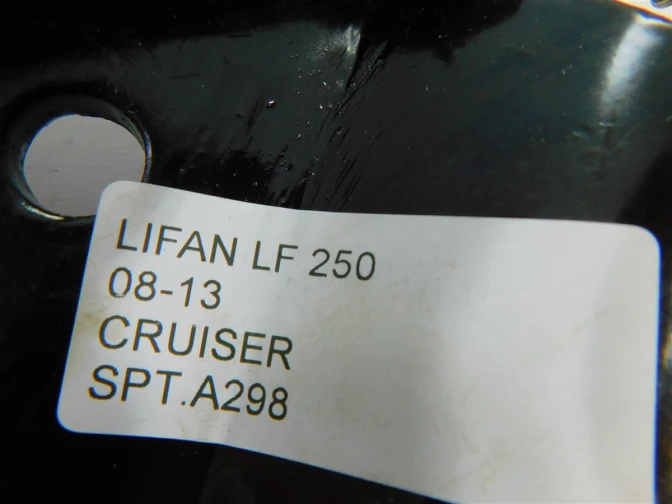 LIFAN LF 250
08-13
CRUISER
SPT.A298